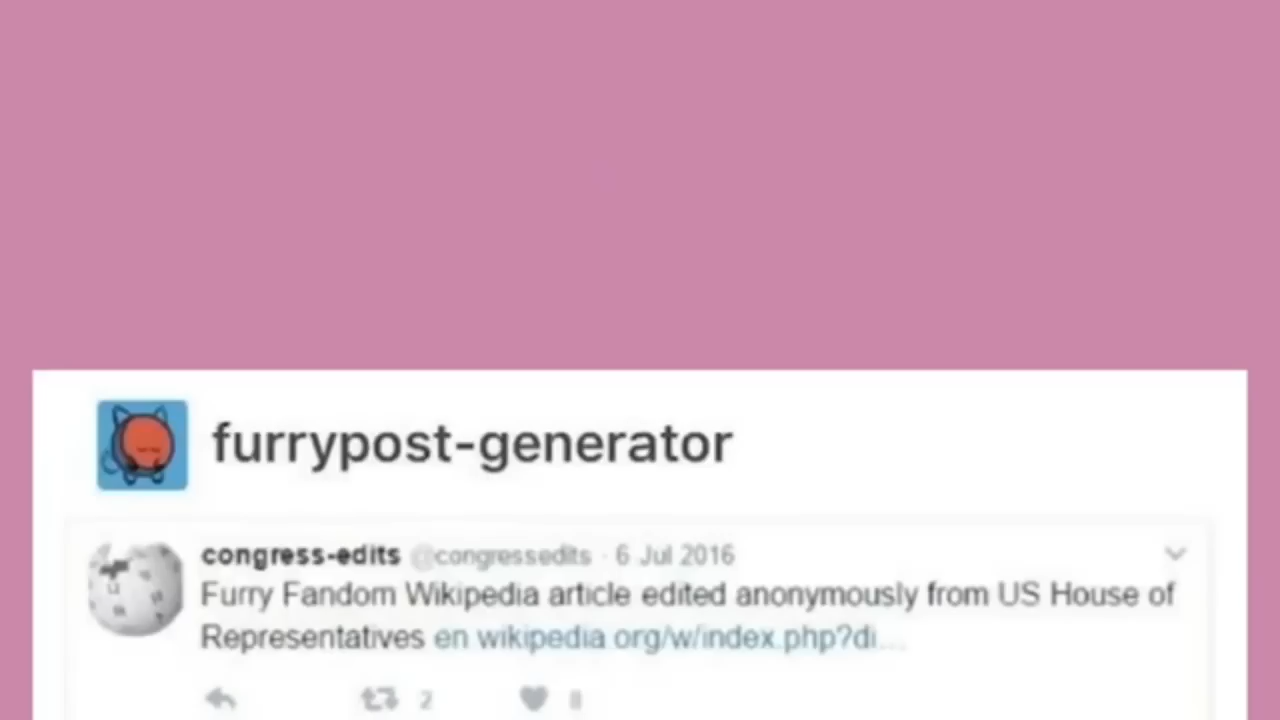 furrypost-generator
congress-edits @congressedits · 6 Jul 2016
Furry Fandom Wikipedia article edited anonymously from US House of
Representatives en wikipedia org/w/index.php?di...
2